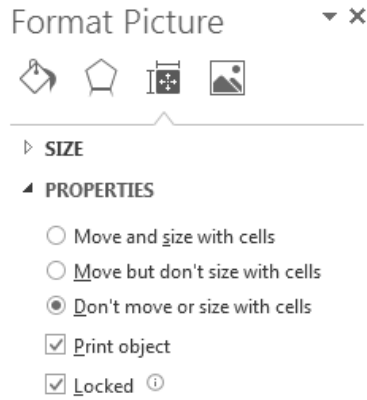 Format Picture
SIZE
PROPERTIES
Move and size with cells
Move but don't size with cells
Don't move or size with cells
Print object
Locked